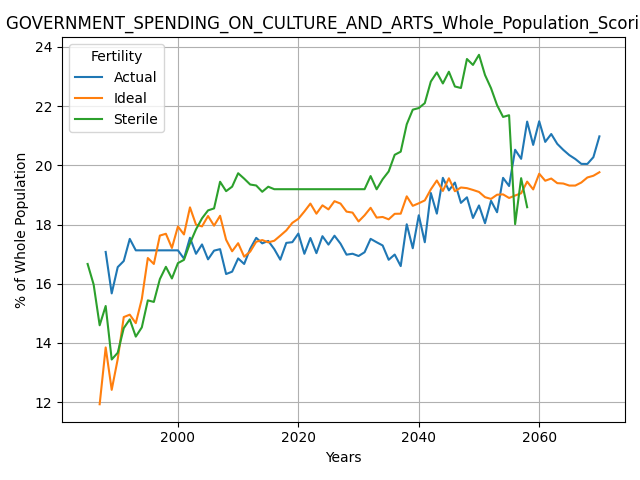 GOVERNMENT_SPENDING_ON_CULTURE_AND_ARTS_Whole_Population_Scori
Fertility
Actual
Ideal
Sterile
% of Whole Population
24
22
20
18
16
14
12
2000 2020 2040 2060
Years